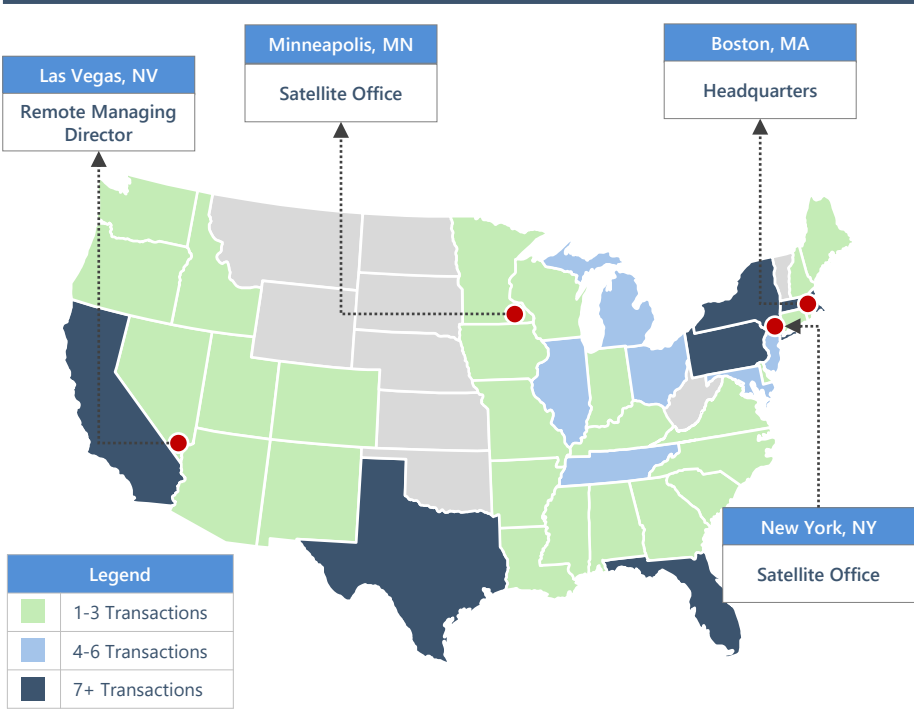 Minneapolis, MN
Satellite Office
Boston, MA
Headquarters
Las Vegas, NV
Remote Managing
Director
New York, NY
Satellite Office
Legend
1-3 Transactions
4-6 Transactions
7+ Transactions